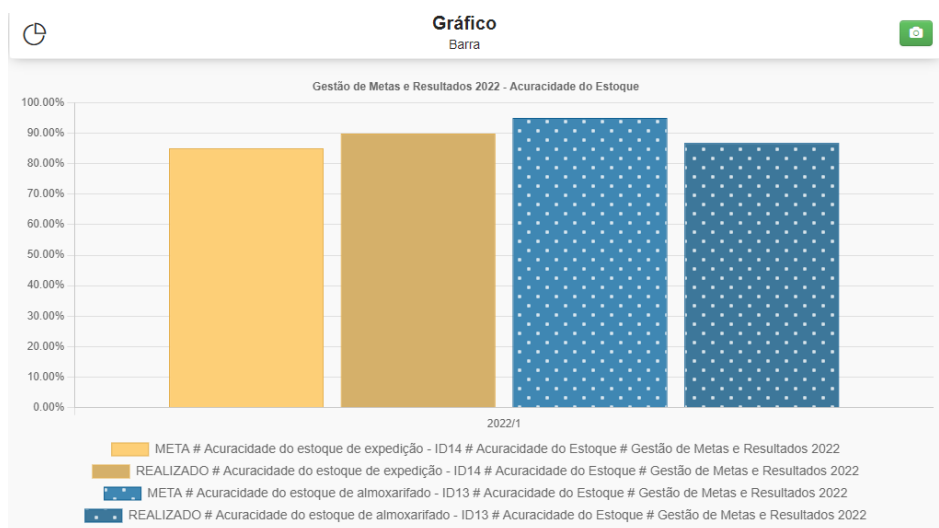 Gráfico
Barra
Gestão de Metas e Resultados 2022 - Acuracidade do Estoque
100.00%
90.00%
80.00%
70.00%
60.00%
50.00%
40.00%
30.00%
20.00%
10.00%
0.00%
2022/1
META # Acuracidade do estoque de expedição - ID14 # Acuracidade do Estoque # Gestão de Metas e Resultados 2022
REALIZADO # Acuracidade do estoque de expedição - ID14 # Acuracidade do Estoque # Gestão de Metas e Resultados 2022
META # Acuracidade do estoque de almoxarifado - ID13 # Acuracidade do Estoque # Gestão de Metas e Resultados 2022
REALIZADO # Acuracidade do estoque de almoxarifado - ID13 # Acuracidade do Estoque # Gestão de Metas e Resultados 2022